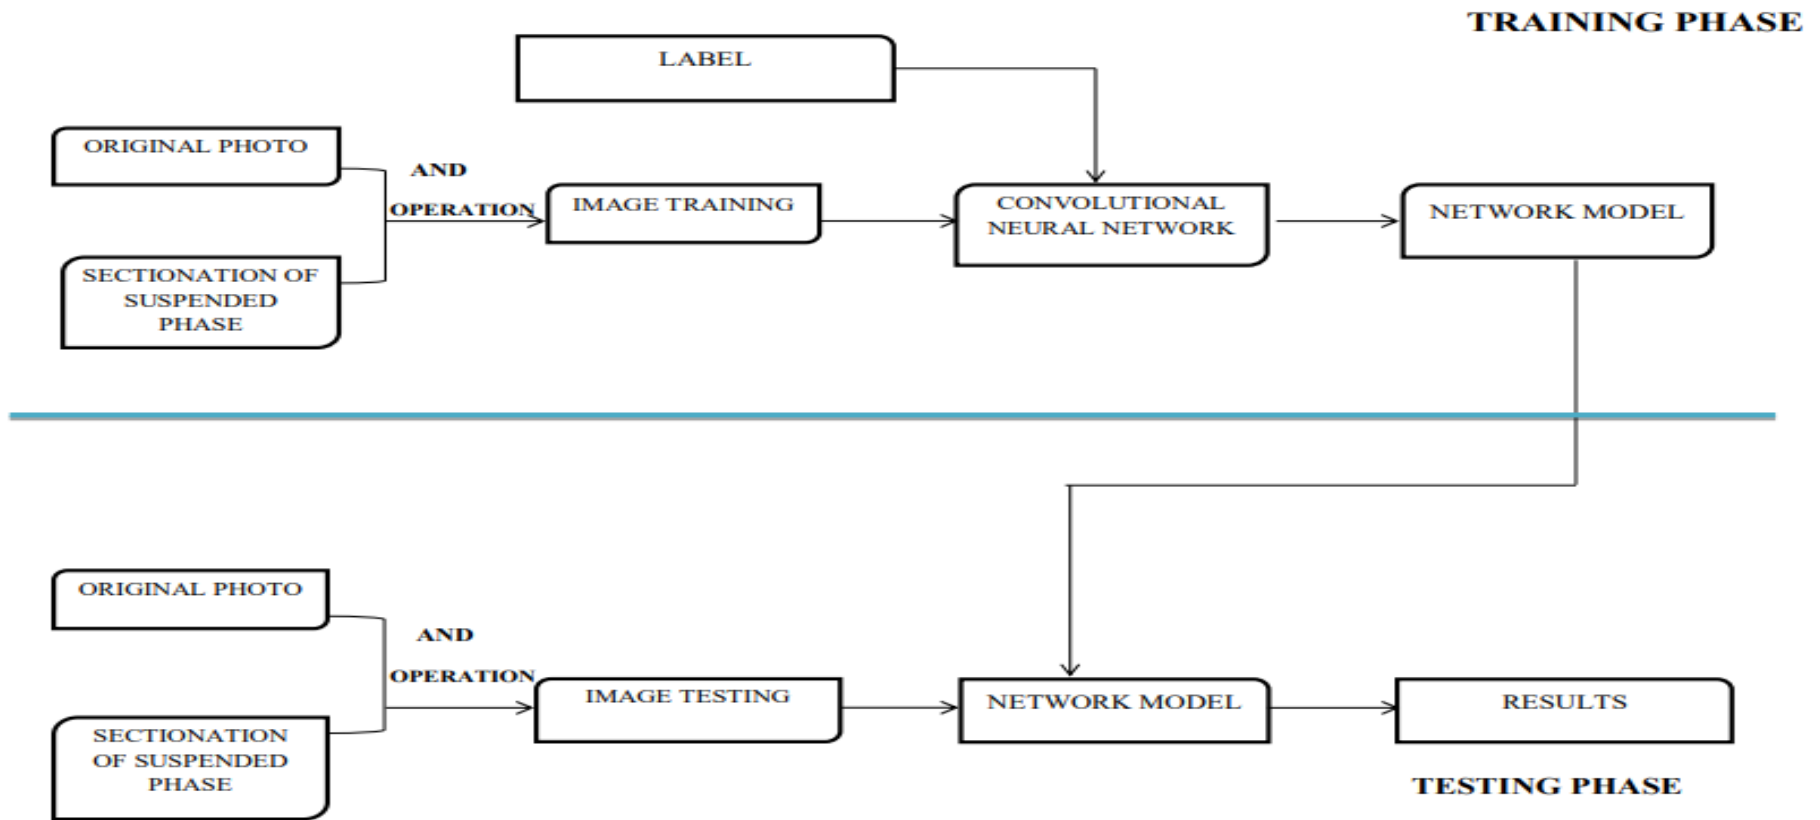 TRAINING PHASE
LABEL
ORIGINAL PHOTO
AND
OPERATION
SECTIONATION OF
SUSPENDED
PHASE
IMAGE TRAINING
CONVOLUTIONAL
NEURAL NETWORK
NETWORK MODEL
ORIGINAL PHOTO
AND
OPERATION
SECTIONATION
OF SUSPENDED
PHASE
IMAGE TESTING
NETWORK MODEL
RESULTS
TESTING PHASE